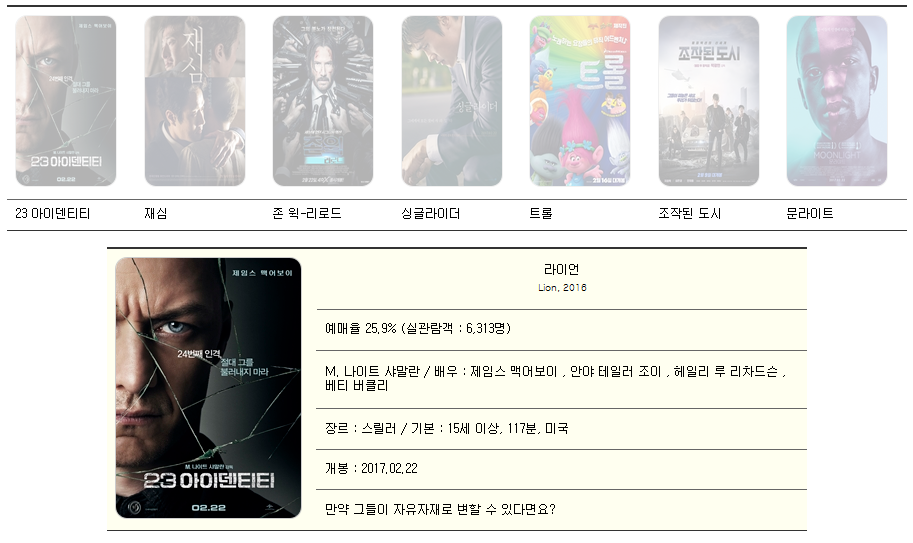 제임스 맥어보이
24번째 인격
절대 그를
불러내지 마라
23 아이덴티티
02.22
재심
트롤
조작된 도시
MOONLIGHT
23 아이덴티티
재심
존 윅-리로드
싱글라이더
트롤
조작된 도시
문라이트
제임스 맥어보이
24번째 인격
절대 그를
불러내지 마라
M. 나이트 샤말란 감독
23 아이덴티티
02.22
라이언
Lion, 2016
예매율 25.9% (실관람객 : 6,313명)
M. 나이트 샤말란 / 배우 : 제임스 맥어보이 , 안야 테일러 조이 , 헤일리 루 리차드슨 ,
베티 버클리
장르 : 스릴러 / 기본 : 15세 이상, 117분, 미국
개봉 : 2017.02.22
만약 그들이 자유자재로 변할 수 있다면요?